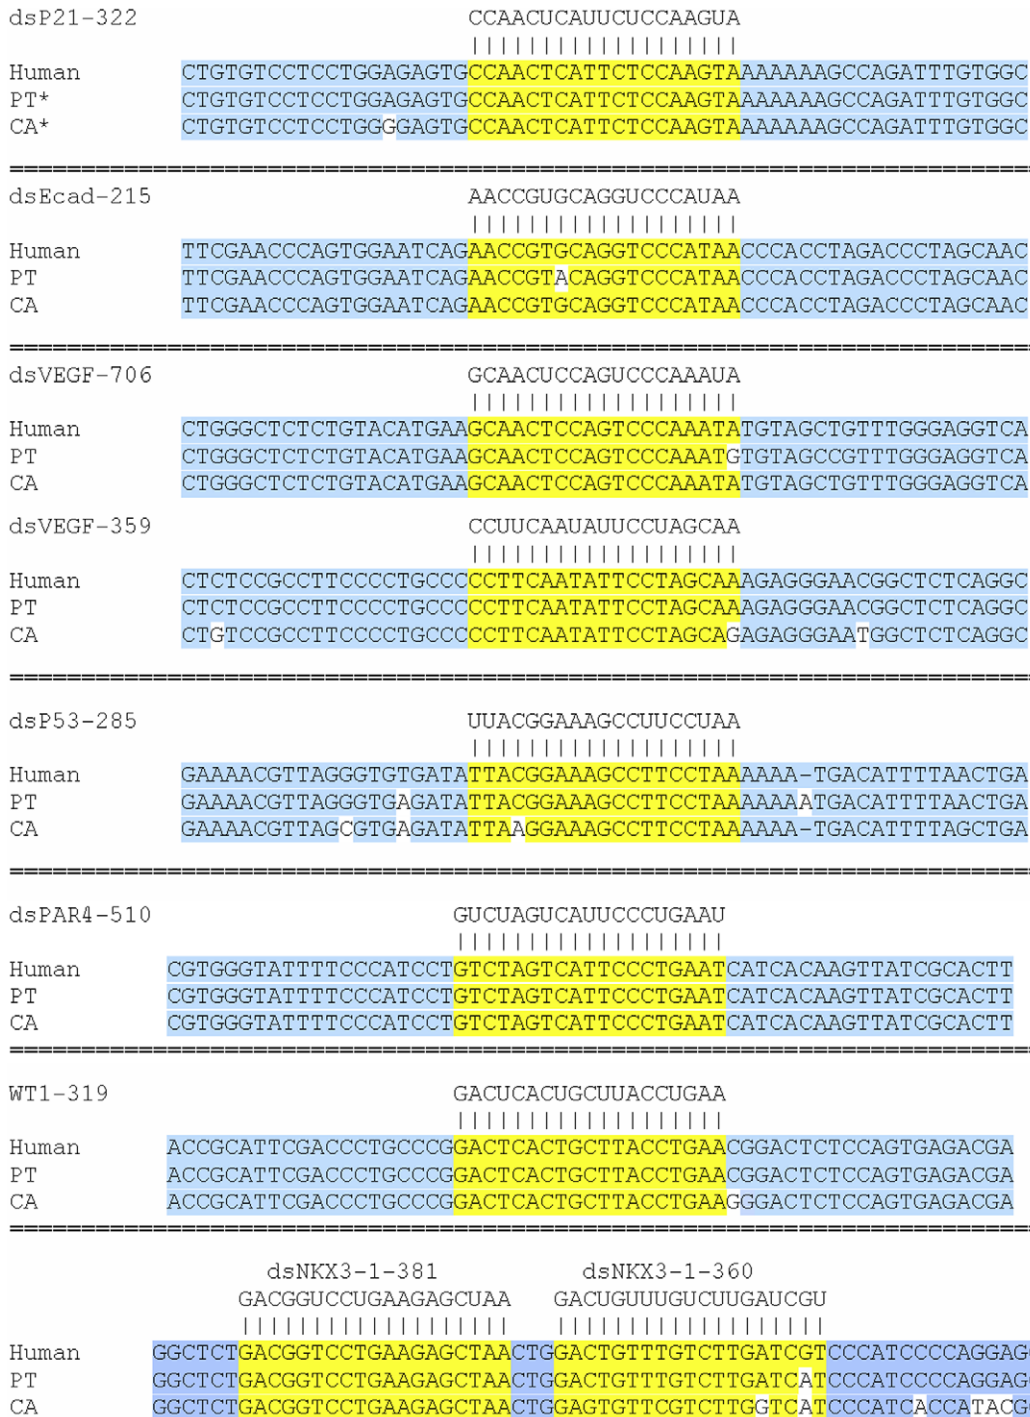 dsP21-322 CCAACUCAUUCUCCAAGUA
| | | | | | | | | | | | | | | | | | |
Human CTGTGTCCTCCTGGAGAGTGCCAACTCATTCTCCAAGTAAAAAAAGCCAGATTTGTGGC
PT* CTGTGTCCTCCTGGAGAGTGCCAACTCATTCTCCAAGTAAAAAAAGCCAGATTTGTGGC
CA* CTGTGTCCTCCTGGGGAGTGCCAACTCATTCTCCAAGTAAAAAAAGCCAGATTTGTGGC
===========================================================
dsEcad-215 AACCGUGCAGGUCCCAUAA
| | | | | | | | | | | | | | | | | | |
Human TTCGAACCCAGTGGAATCAGAACCGTGCAGGTCCCATAACCCACCTAGACCCTAGCAAC
PT TTCGAACCCAGTGGAATCAGAACCGTACAGGTCCCATAACCCACCTAGACCCTAGCAAC
CA TTCGAACCCAGTGGAATCAGAACCGTGCAGGTCCCATAACCCACCTAGACCCTAGCAAC
===========================================================
dsVEGF-706 GCAACUCCAGUCCCAAAUA
| | | | | | | | | | | | | | | | | | |
Human CTGGGCTCTCTGTACATGAAGCAACTCCAGTCCCAAATATGTAGCTGTTTGGGAGGTCA
PT CTGGGCTCTCTGTACATGAAGCAACTCCAGTCCCAAATGTGTAGCCGTTTGGGAGGTCA
CA CTGGGCTCTCTGTACATGAAGCAACTCCAGTCCCAAATATGTAGCTGTTTGGGAGGTCA
dsVEGF-359 CCUUCAAUAUUCCUAGCAA
| | | | | | | | | | | | | | | | | | |
Human CTCTCCGCCTTCCCCTGCCCCCTTCAATATTCCTAGCAAAGAGGGAACGGCTCTCAGGC
PT CTCTCCGCCTTCCCCTGCCCCCTTCAATATTCCTAGCAAAGAGGGAACGGCTCTCAGGC
CA CTGTCCGCCTTCCCCTGCCCCCTTCAATATTCCTAGCAGAGAGGGAATGGCTCTCAGGC
===========================================================
dsP53-285 UUACGGAAAGCCUUCCUAA
| | | | | | | | | | | | | | | | | | |
Human GAAAACGTTAGGGTGTGATATTACGGAAAGCCTTCCTAAAAAA-TGACATTTTAACTGA
PT GAAAACGTTAGGGTGAGATATTACGGAAAGCCTTCCTAAAAAAATGACATTTTAACTGA
CA GAAAACGTTAGCGTGAGATATTAAGGAAAGCCTTCCTAAAAAA-TGACATTTTAGCTGA
===========================================================
dsPAR4-510 GUCUAGUCAUUCCCUGAAU
| | | | | | | | | | | | | | | | | | |
Human CGTGGGTATTTTCCCATCCTGTCTAGTCATTCCCTGAATCATCACAAGTTATCGCACTT
PT CGTGGGTATTTTCCCATCCTGTCTAGTCATTCCCTGAATCATCACAAGTTATCGCACTT
CA CGTGGGTATTTTCCCATCCTGTCTAGTCATTCCCTGAATCATCACAAGTTATCGCACTT
===========================================================
WT1-319 GACUCACUGCUUACCUGAA
| | | | | | | | | | | | | | | | | | |
Human ACCGCATTCGACCCTGCCCGGACTCACTGCTTACCTGAACGGACTCTCCAGTGAGACGA
PT ACCGCATTCGACCCTGCCCGGACTCACTGCTTACCTGAACGGACTCTCCAGTGAGACGA
CA ACCGCATTCGACCCTGCCCGGACTCACTGCTTACCTGAAGGGACTCTCCAGTGAGACGA
===========================================================
dsNKX3-1-381 dsNKX3-1-360
GACGGUCCUGAAGAGCUAA GACUGUUUGUCUUGAUCGU
| | | | | | | | | | | | | | | | | | | | | | | | | | | | | | | | | | | | | |
Human GGCTCTGACGGTCCTGAAGAGCTAACTGGACTGTTTGTCTTGATCGTCCCATCCCCAGGAG
PT GGCTCTGACGGTCCTGAAGAGCTAACTGGACTGTTTGTCTTGATCATCCCATCCCCAGGAG
CA GGCTCTGACGGTCCTGAAGAGCTAACTGGAGTGTTCGTCTTGGTCATCCCATCACCATACG